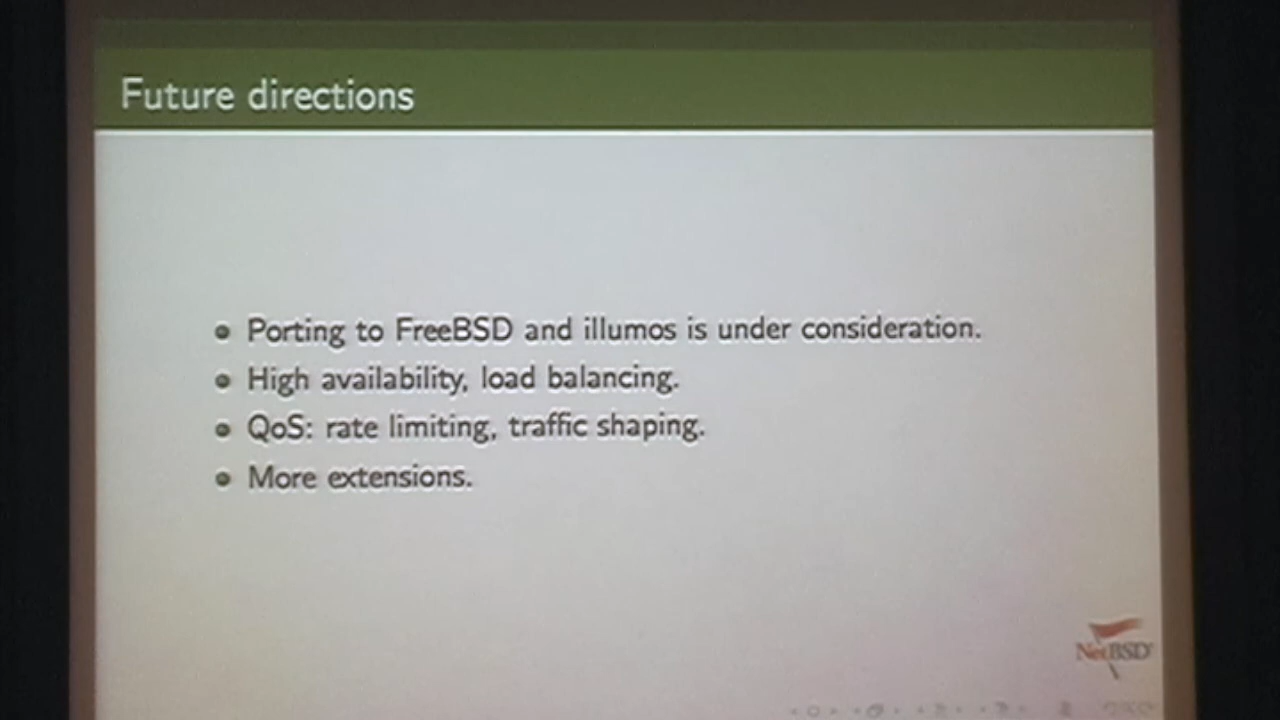 Future directions
Porting to FreeBSD and illumos is under consideration.
High availability, load balancing.
QoS: rate limiting, traffic shaping.
More extensions.
NetBSD